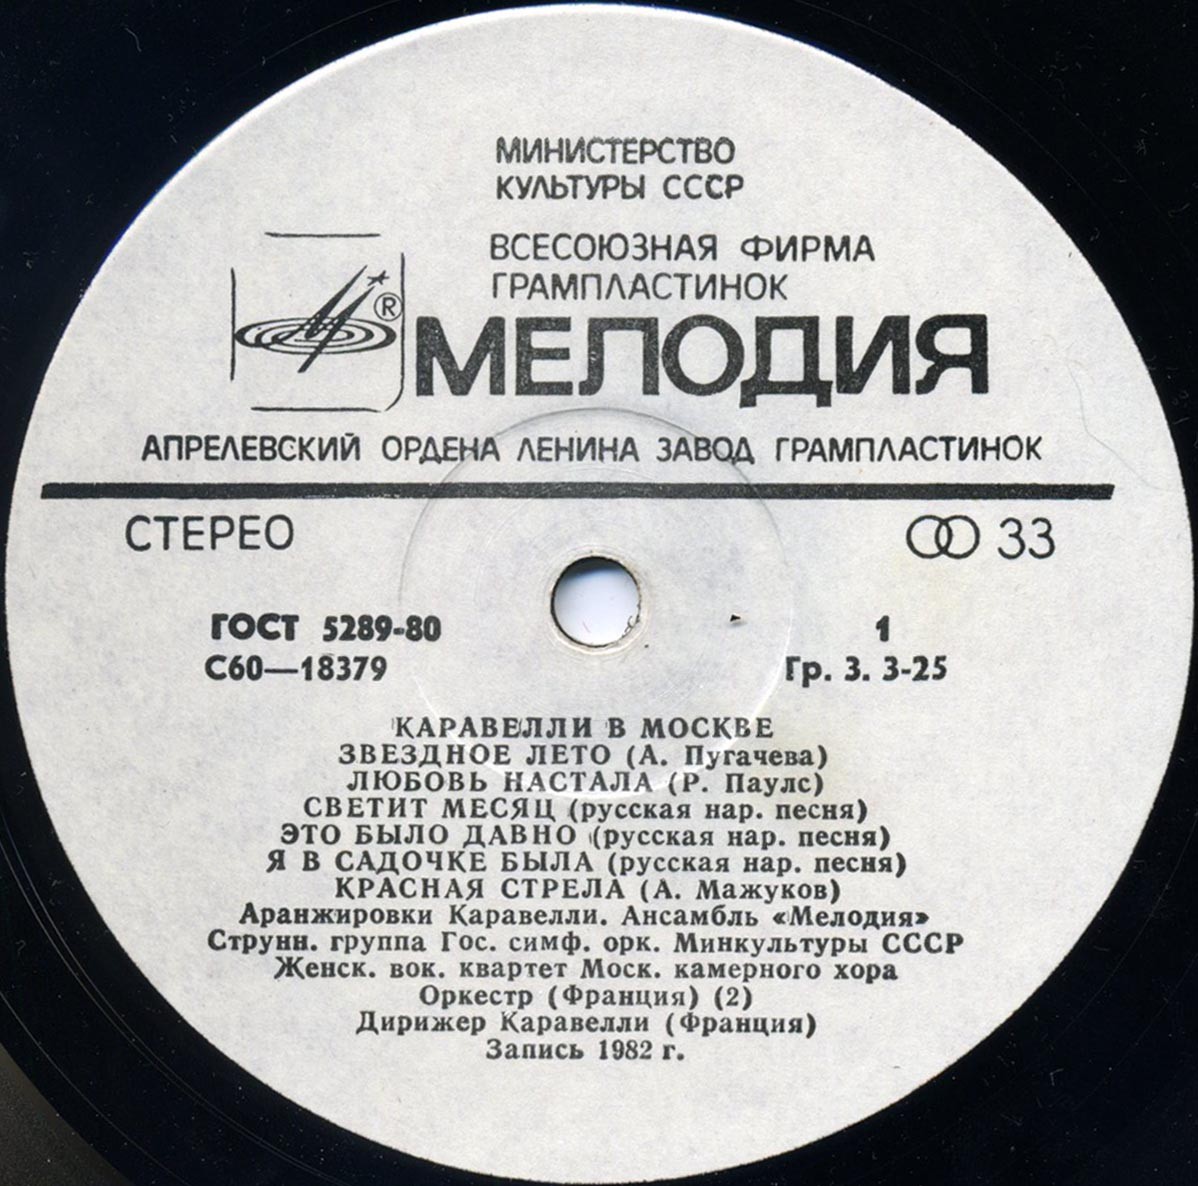 МИНИСТЕРСТВО
КУЛЬТУРЫ СССР
ВСЕСОЮЗНАЯ ФИРМА
ГРАМПЛАСТИНОК
®
МЕЛОДИЯ
АПРЕЛЕВСКИЙ ОРДЕНА ЛЕНИНА ЗАВОД ГРАМПЛАСТИНОК
СТЕРЕО 33
ГОСТ 5289-80 1
С60—18379 Гр. 3. 3-25
КАРАВЕЛЛИ В МОСКВЕ
ЗВЕЗДНОЕ ЛЕТО (А. Пугачева)
ЛЮБОВЬ НАСТАЛА (Р. Паулс)
СВЕТИТ МЕСЯЦ (русская нар. песня)
ЭТО БЫЛО ДАВНО (русская нар. песня)
Я В САДОЧКЕ БЫЛА (русская нар. песня)
КРАСНАЯ СТРЕЛА (А. Мажуков)
Аранжировки Каравелли. Ансамбль «Мелодия»
Струнн. группа Гос. симф. орк. Минкультуры СССР
Женск. вок. квартет Моск. камерного хора
Оркестр (Франция) (2)
Дирижер Каравелли (Франция)
Запись 1982 г.